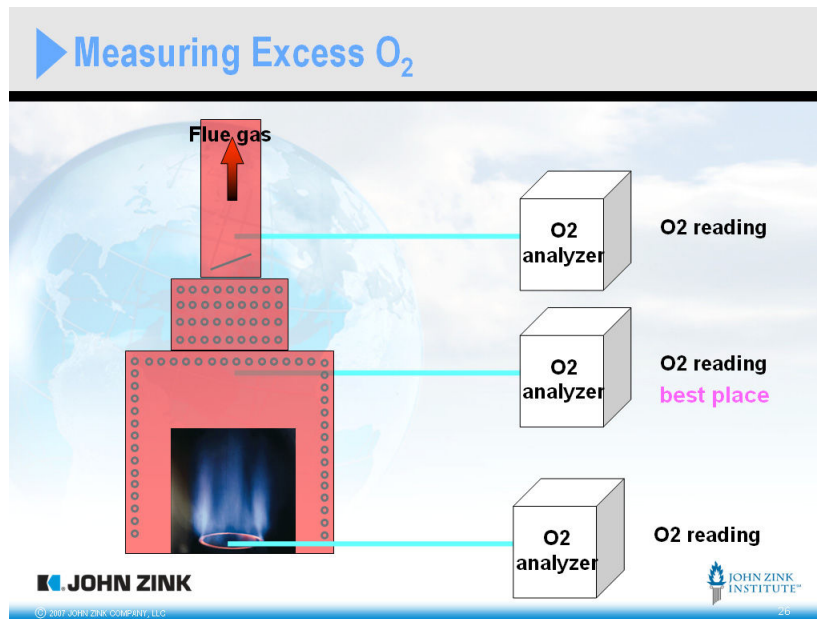 Measuring Excess O2
Flue gas
O2
analyzer
O2 reading
O2
analyzer
O2 reading
best place
O2
analyzer
O2 reading
JOHN ZINK
JOHN ZINK
INSTITUTE℠
© 2007 JOHN ZINK COMPANY, LLC
26